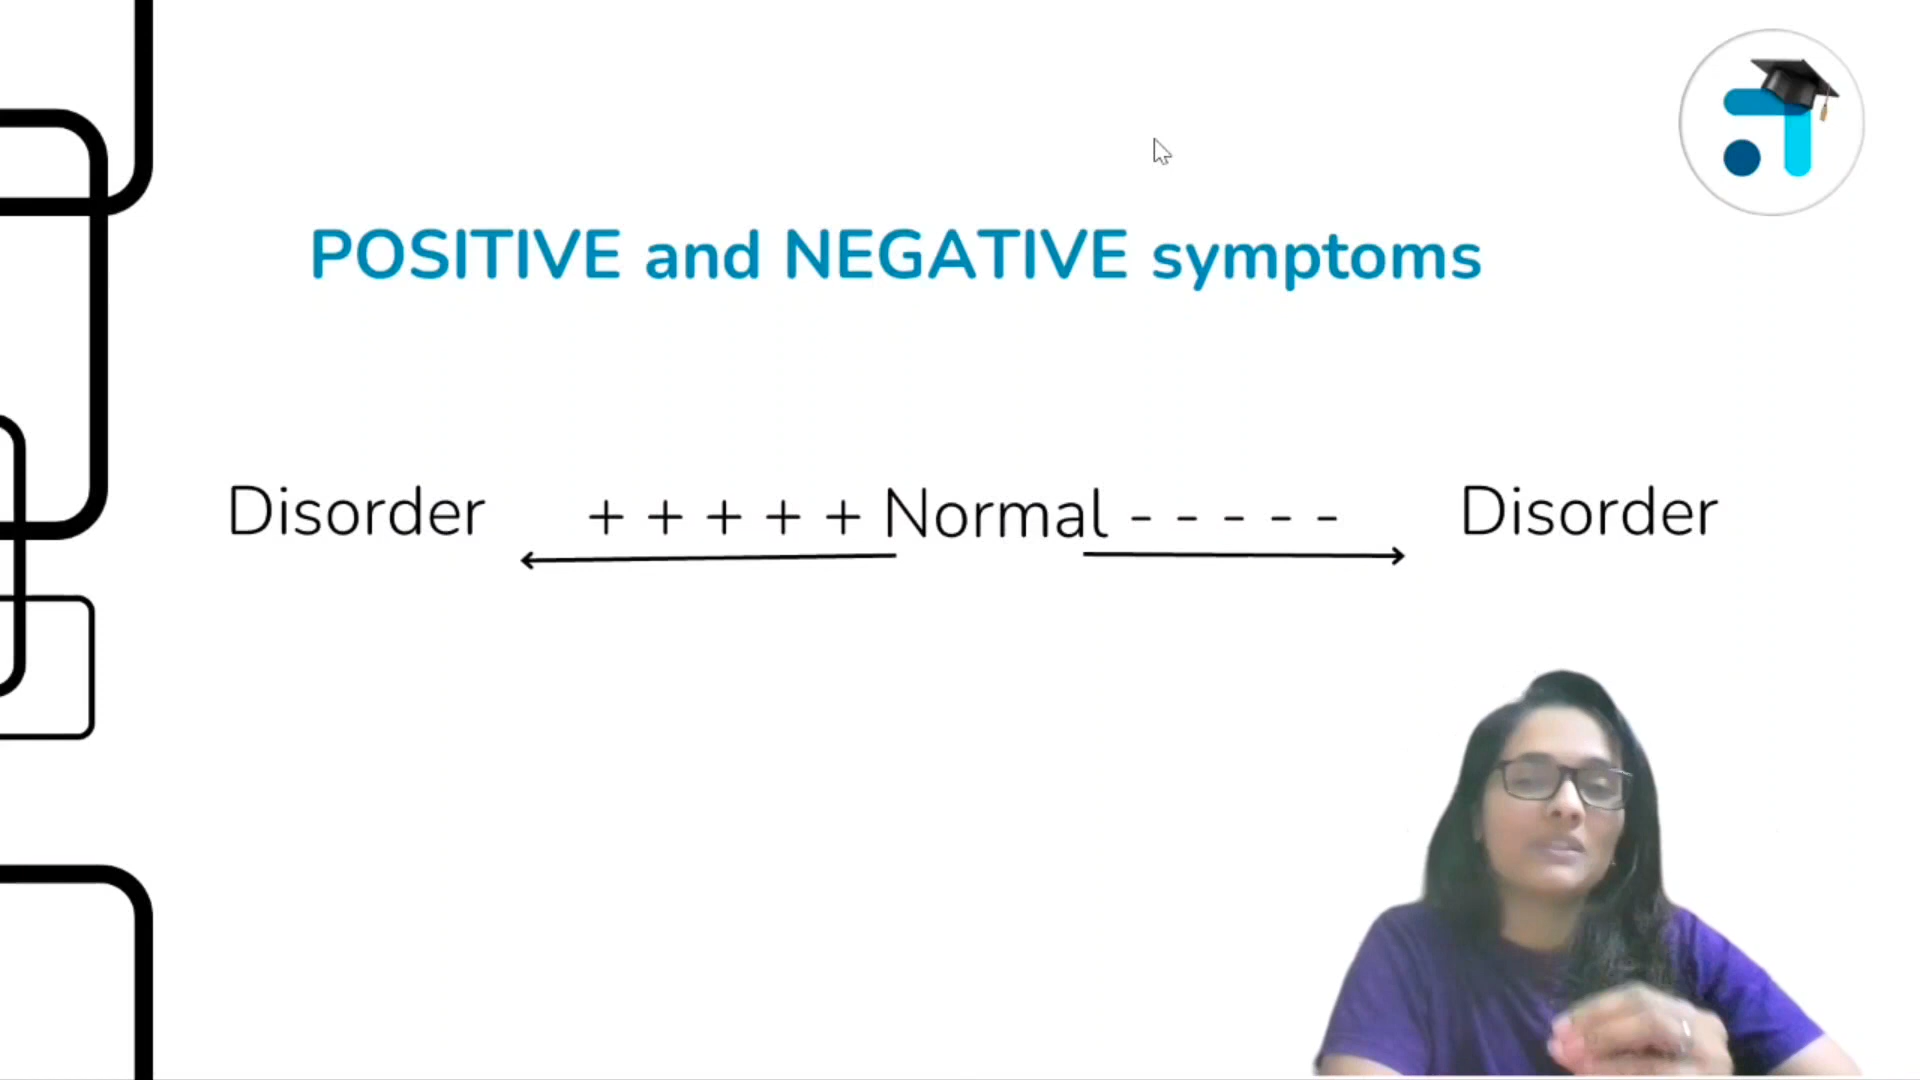 POSITIVE and NEGATIVE symptoms
Disorder + + + + + Normal - - - - - Disorder